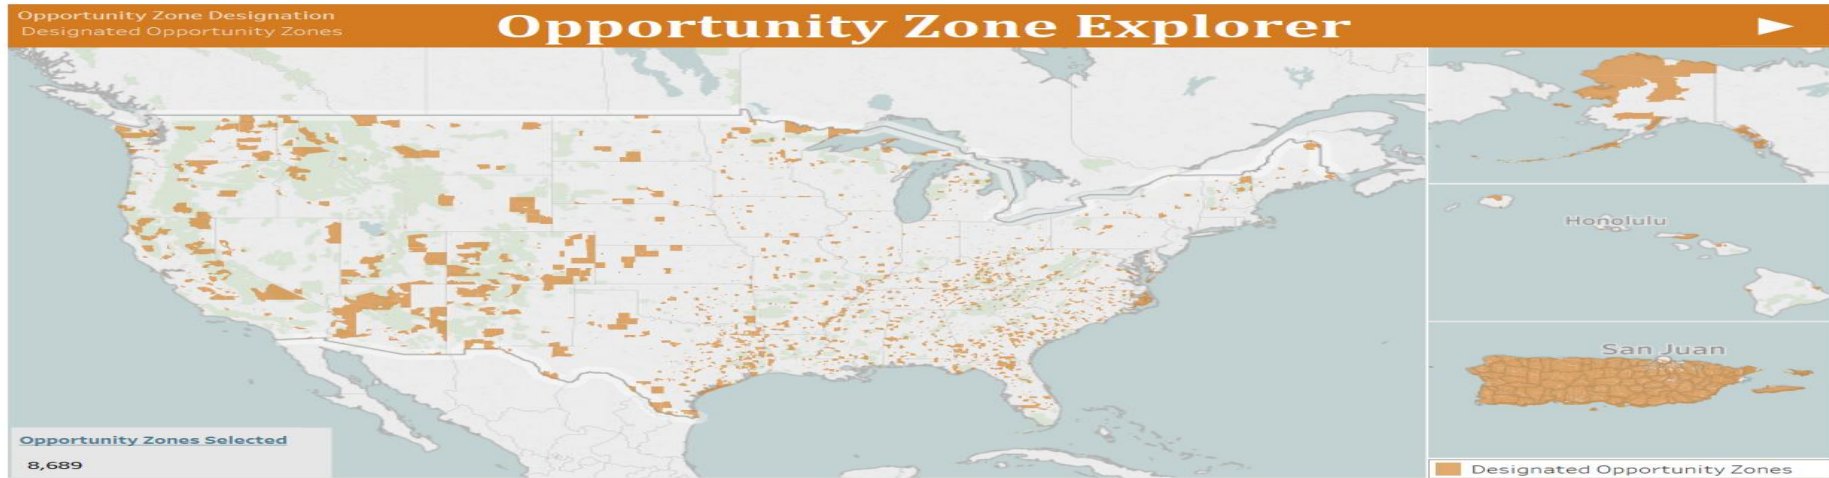 Opportunity Zone Designation
Designated Opportunity Zones
Opportunity Zone Explorer
Honolulu
San Juan
Opportunity Zones Selected
8,689
Designated Opportunity Zones